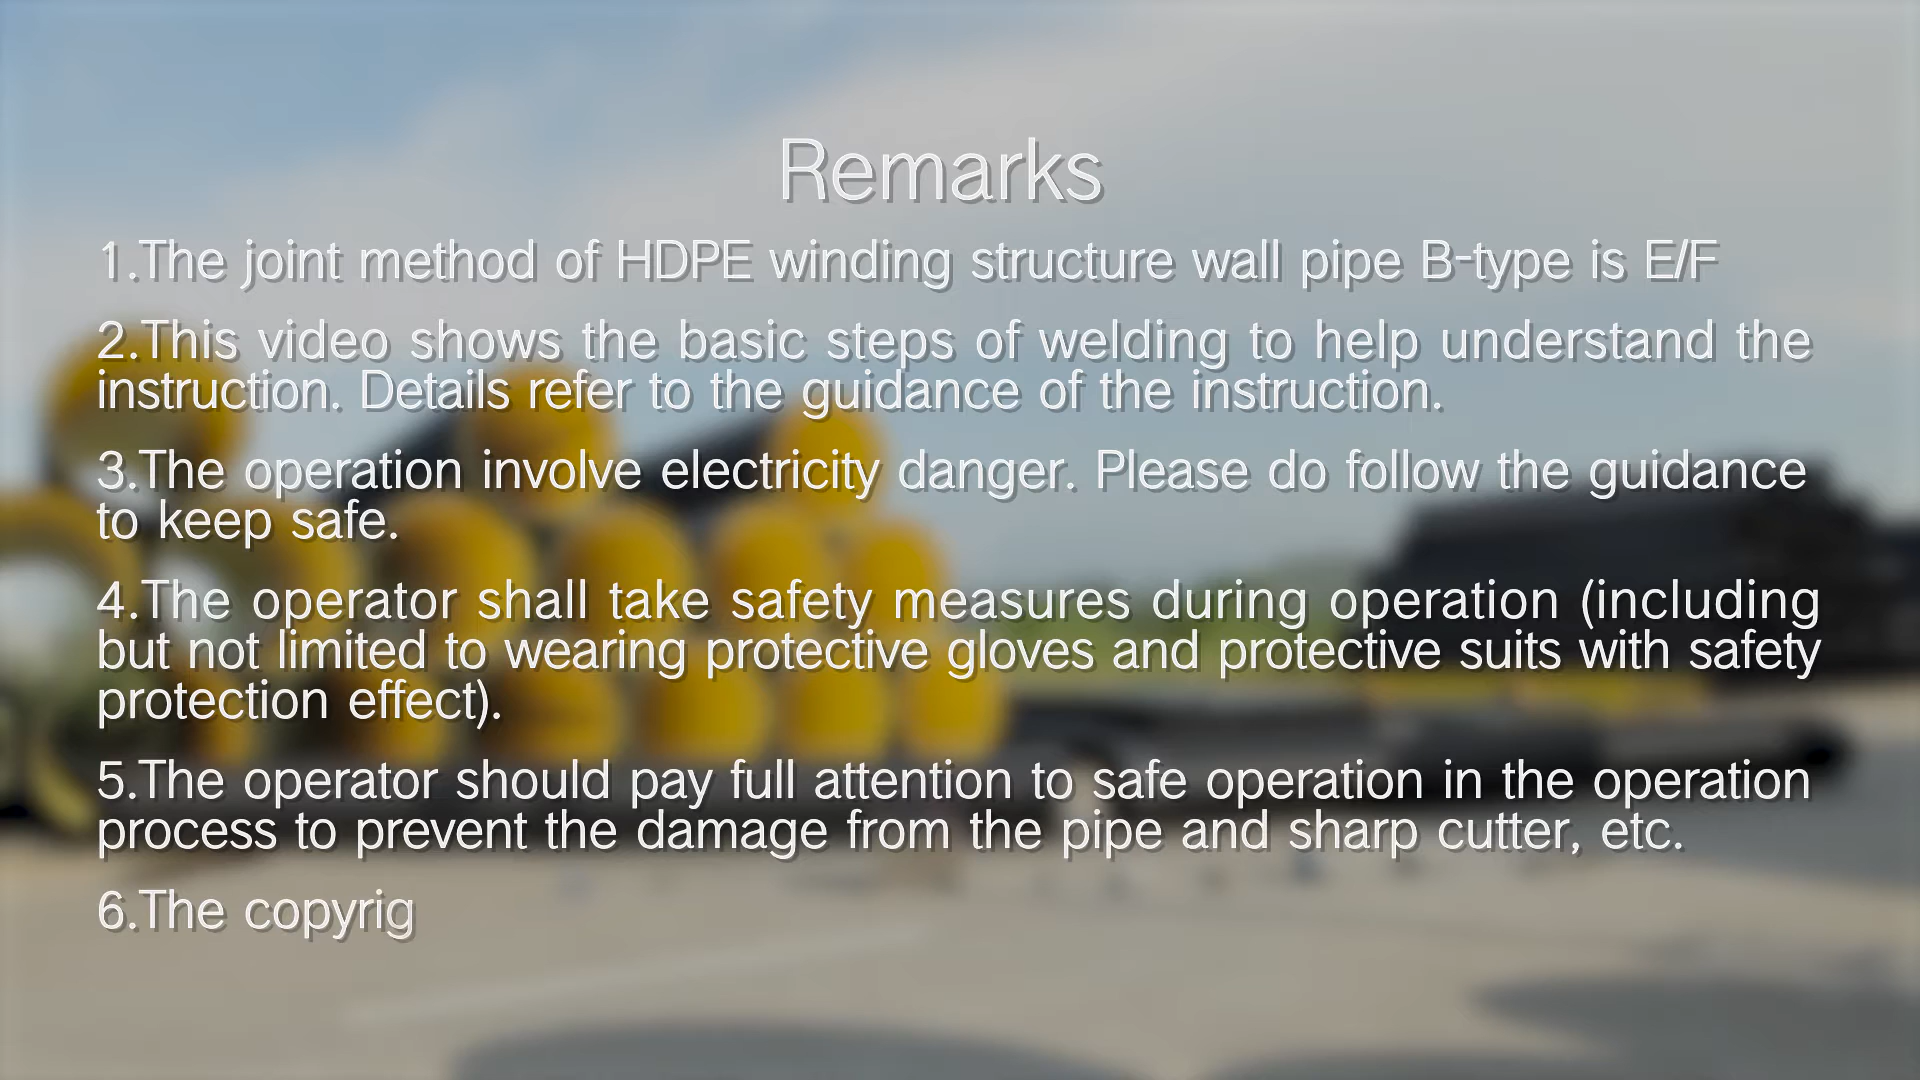 Remarks
1.The joint method of HDPE winding structure wall pipe B-type is E/F
2.This video shows the basic steps of welding to help understand the
instruction. Details refer to the guidance of the instruction.
3.The operation involve electricity danger. Please do follow the guidance
to keep safe.
4.The operator shall take safety measures during operation (including
but not limited to wearing protective gloves and protective suits with safety
protection effect).
5.The operator should pay full attention to safe operation in the operation
process to prevent the damage from the pipe and sharp cutter, etc.
6.The copyrig